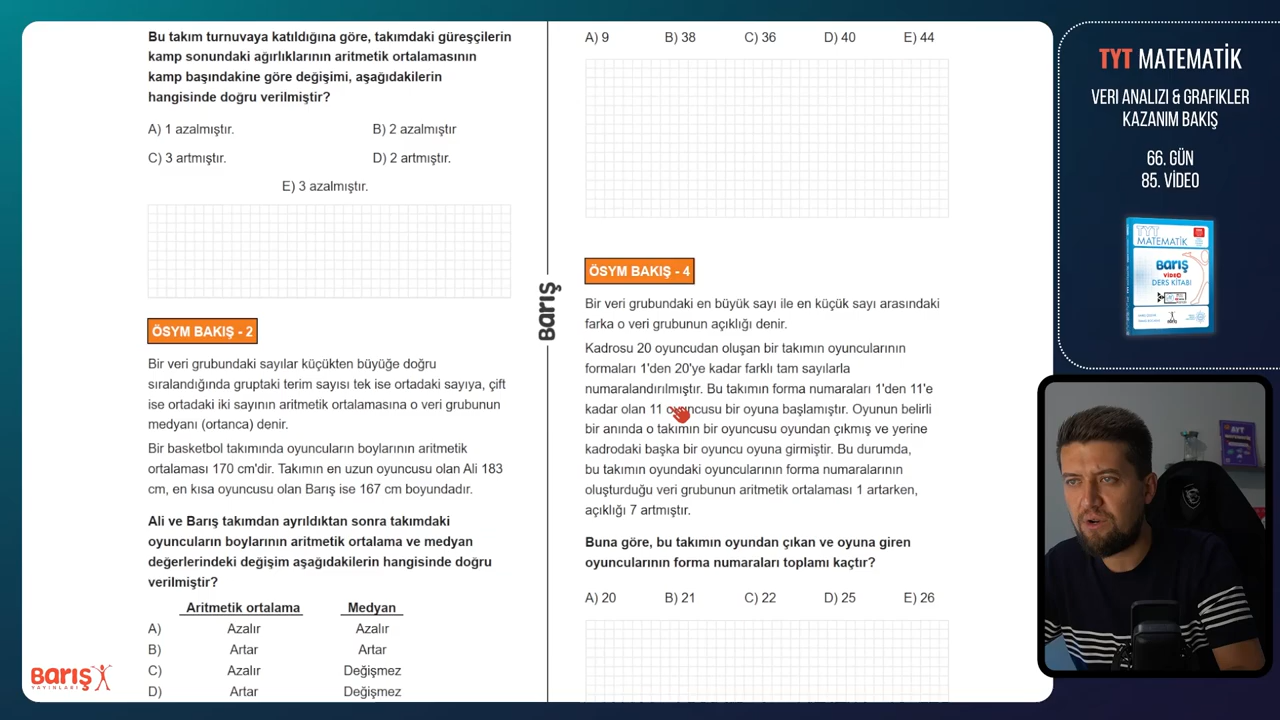 Bu takım turnuvaya katıldığına göre, takımdaki güreşçilerin
kamp sonundaki ağırlıklarının aritmetik ortalamasının
kamp başındakine göre değişimi, aşağıdakilerin
hangisinde doğru verilmiştir?
A) 1 azalmıştır. B) 2 azalmıştır
C) 3 artmıştır. D) 2 artmıştır.
E) 3 azalmıştır.
ÖSYM BAKIŞ - 2
Bir veri grubundaki sayılar küçükten büyüğe doğru
sıralandığında gruptaki terim sayısı tek ise ortadaki sayıya, çift
ise ortadaki iki sayının aritmetik ortalamasına o veri grubunun
medyanı (ortanca) denir.
Bir basketbol takımında oyuncuların boylarının aritmetik
ortalaması 170 cm'dir. Takımın en uzun oyuncusu olan Ali 183
cm, en kısa oyuncusu olan Barış ise 167 cm boyundadır.
Ali ve Barış takımdan ayrıldıktan sonra takımdaki
oyuncuların boylarının aritmetik ortalama ve medyan
değerlerindeki değişim aşağıdakilerin hangisinde doğru
verilmiştir?
Aritmetik ortalama Medyan
A) Azalır Azalır
B) Artar Artar
C) Azalır Değişmez
D) Artar Değişmez
BARIŞ
YAYINLARI
BARIŞ
A) 9 B) 38 C) 36 D) 40 E) 44
ÖSYM BAKIŞ - 4
Bir veri grubundaki en büyük sayı ile en küçük sayı arasındaki
farka o veri grubunun açıklığı denir.
Kadrosu 20 oyuncudan oluşan bir takımın oyuncularının
formaları 1'den 20'ye kadar farklı tam sayılarla
numaralandırılmıştır. Bu takımın forma numaraları 1'den 11'e
kadar olan 11 oyuncusu bir oyuna başlamıştır. Oyunun belirli
bir anında o takımın bir oyuncusu oyundan çıkmış ve yerine
kadrodaki başka bir oyuncu oyuna girmiştir. Bu durumda,
bu takımın oyundaki oyuncularının forma numaralarının
oluşturduğu veri grubunun aritmetik ortalaması 1 artarken,
açıklığı 7 artmıştır.
Buna göre, bu takımın oyundan çıkan ve oyuna giren
oyuncularının forma numaraları toplamı kaçtır?
A) 20 B) 21 C) 22 D) 25 E) 26
TYT MATEMATİK
VERI ANALIZI & GRAFIKLER
KAZANIM BAKIŞ
66. GÜN
85. VİDEO
TYT
MATEMATİK
BARIŞ
VİDEO
DERS KİTABI